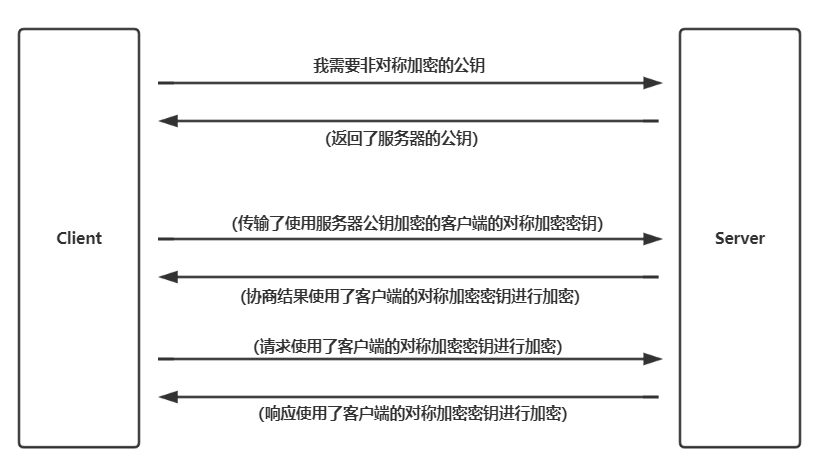 我需要非对称加密的公钥
(返回了服务器的公钥)
(传输了使用服务器公钥加密的客户端的对称加密密钥)
Client
Server
(协商结果使用了客户端的对称加密密钥进行加密)
(请求使用了客户端的对称加密密钥进行加密)
(响应使用了客户端的对称加密密钥进行加密)